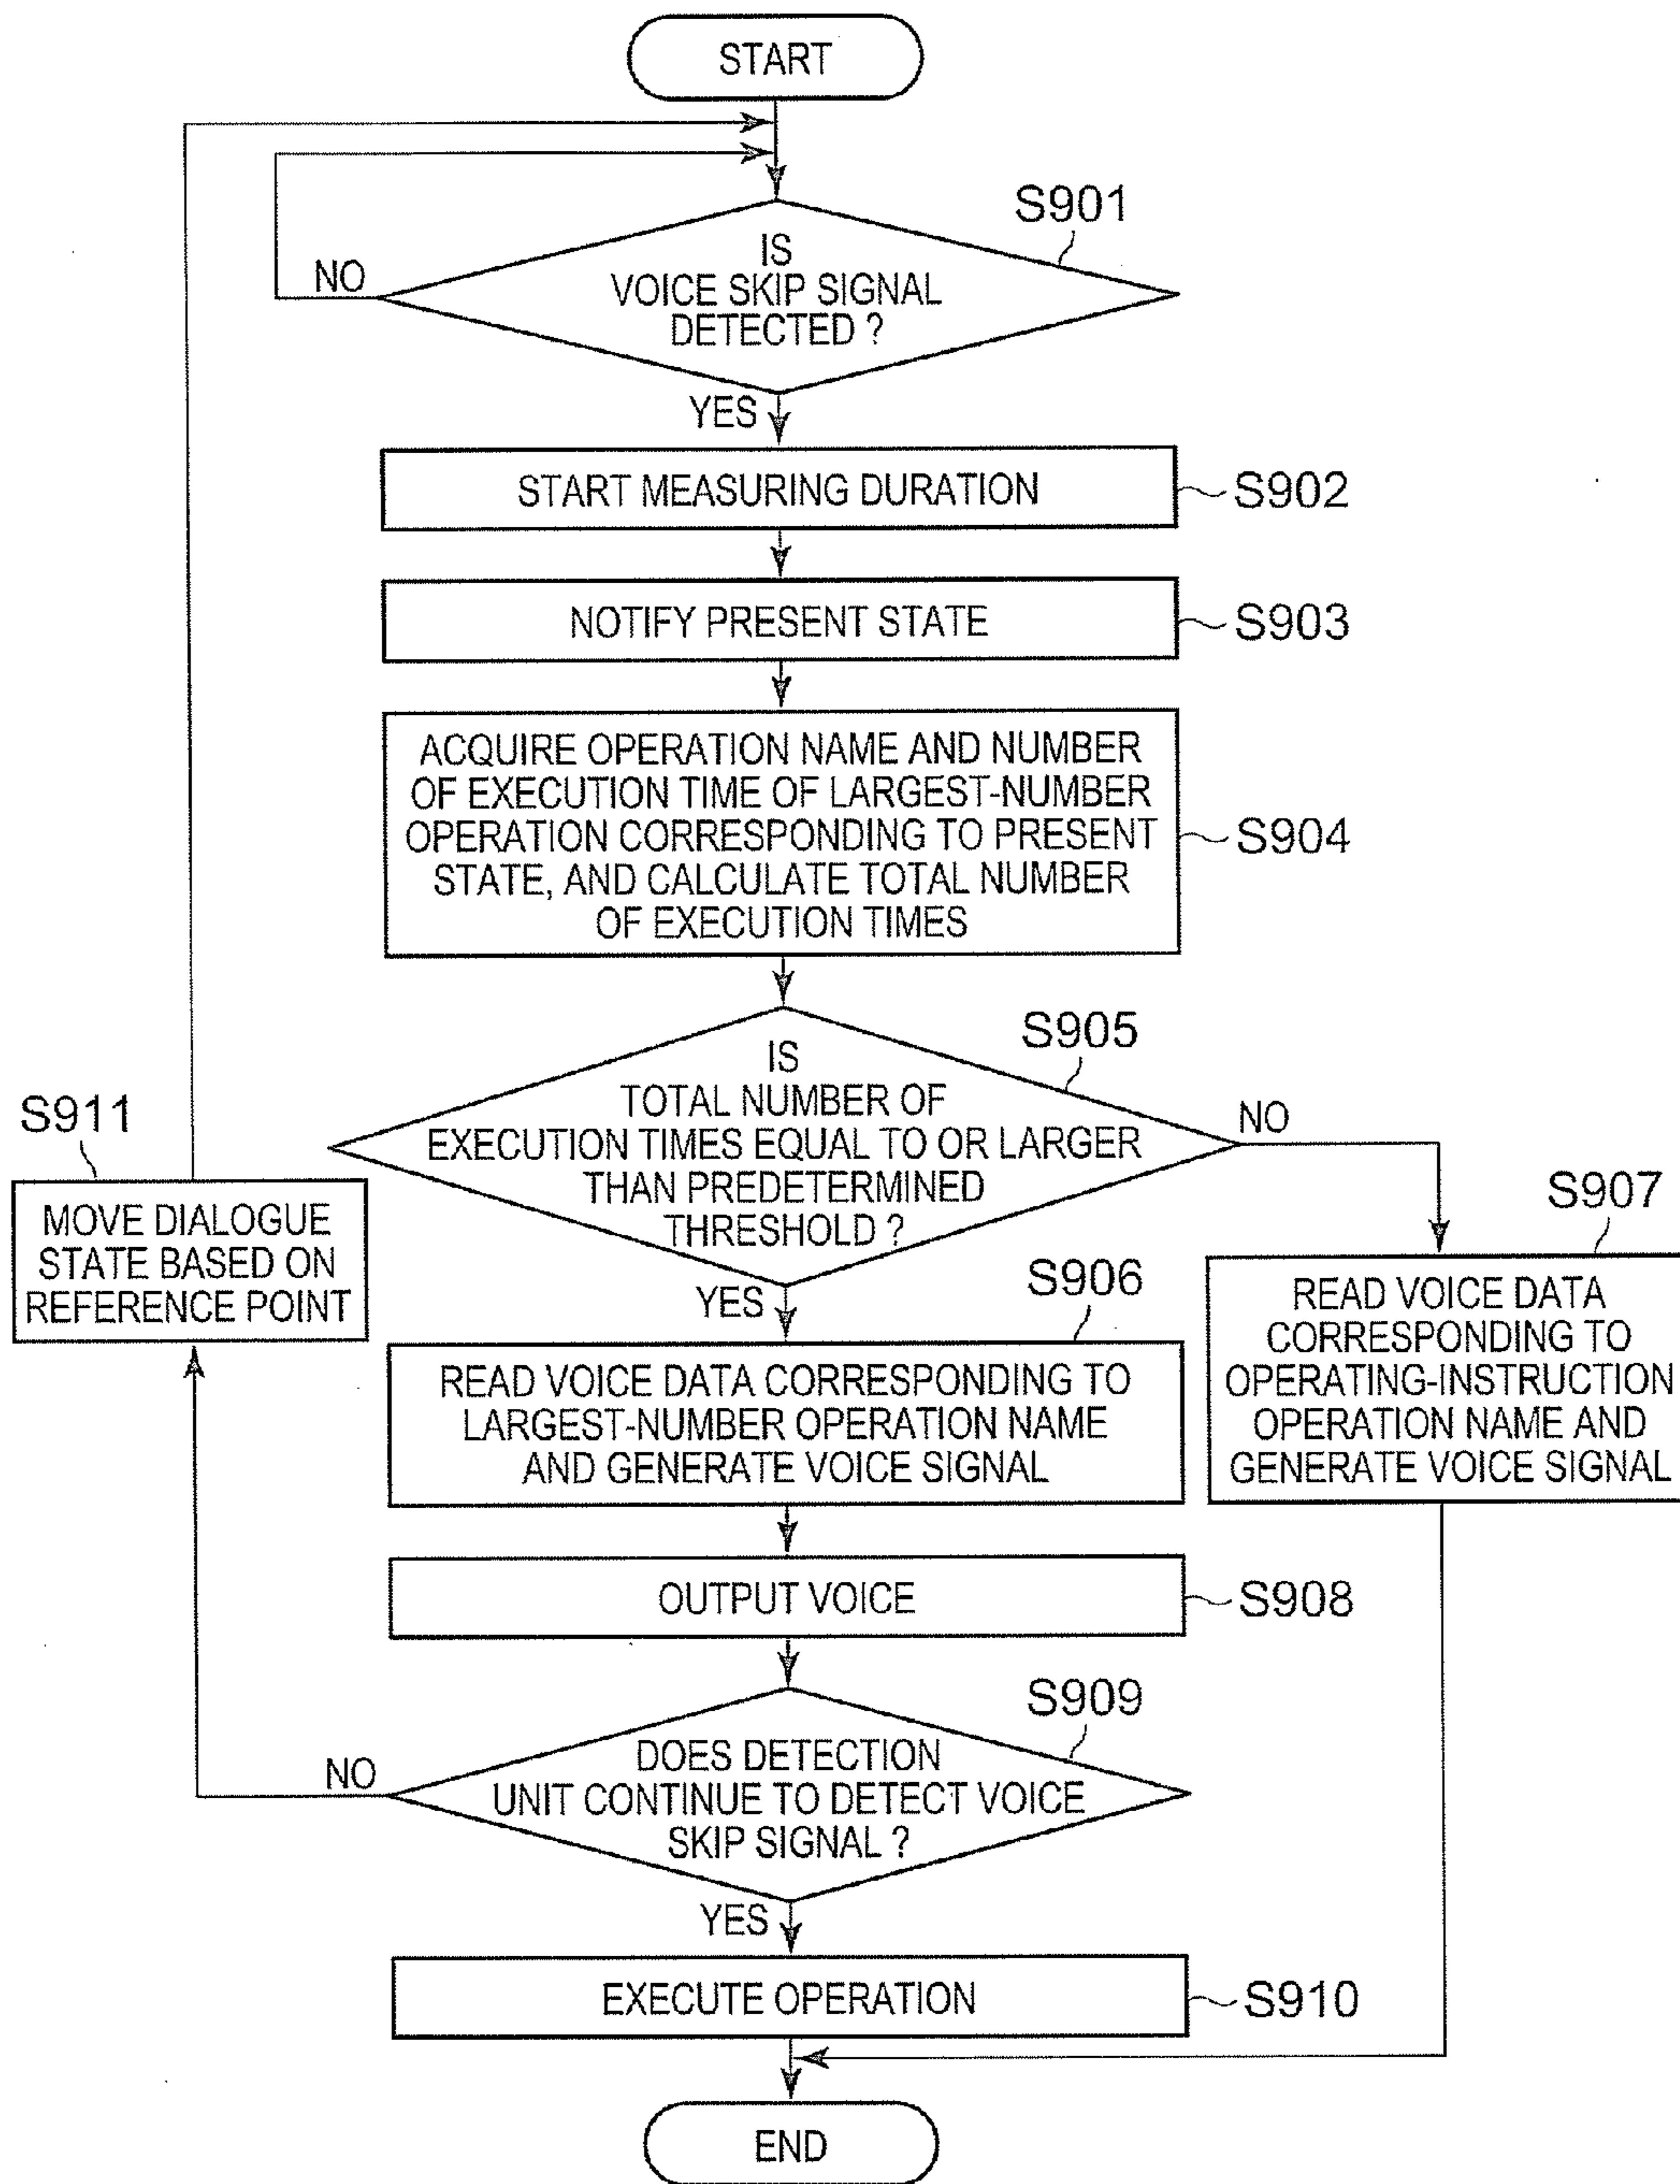 START
S901
IS
VOICE SKIP SIGNAL
DETECTED ?
NO
YES
START MEASURING DURATION
S902
NOTIFY PRESENT STATE
S903
ACQUIRE OPERATION NAME AND NUMBER
OF EXECUTION TIME OF LARGEST-NUMBER
OPERATION CORRESPONDING TO PRESENT
STATE, AND CALCULATE TOTAL NUMBER
OF EXECUTION TIMES
S904
S905
IS
TOTAL NUMBER OF
EXECUTION TIMES EQUAL TO OR LARGER
THAN PREDETERMINED
THRESHOLD ?
NO
YES
S911
MOVE DIALOGUE
STATE BASED ON
REFERENCE POINT
S906
READ VOICE DATA CORRESPONDING TO
LARGEST-NUMBER OPERATION NAME
AND GENERATE VOICE SIGNAL
S907
READ VOICE DATA
CORRESPONDING TO
OPERATING-INSTRUCTION
OPERATION NAME AND
GENERATE VOICE SIGNAL
OUTPUT VOICE
S908
S909
DOES DETECTION
UNIT CONTINUE TO DETECT VOICE
SKIP SIGNAL ?
NO
YES
EXECUTE OPERATION
S910
END